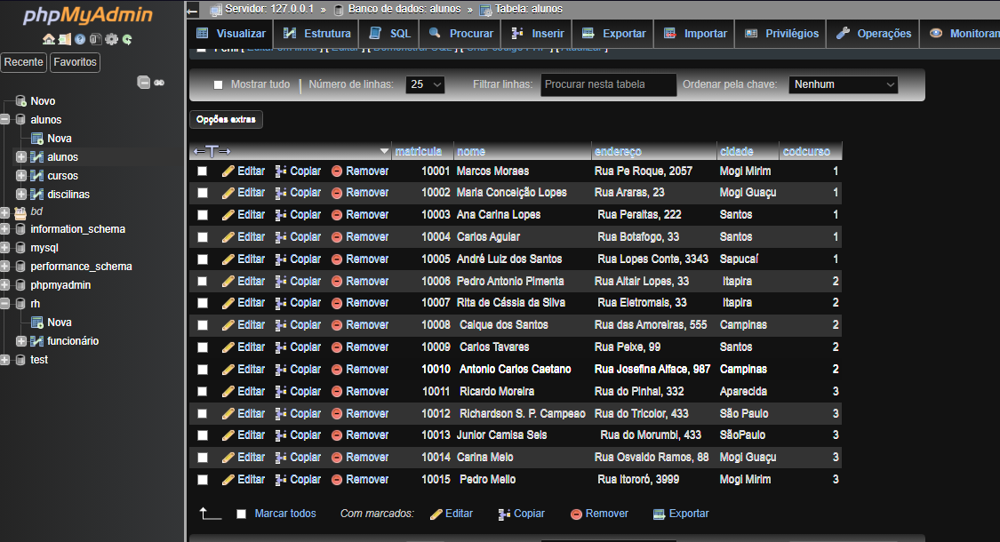 phpMyAdmin
Recente Favoritos
Novo
alunos
Nova
alunos
cursos
discilinas
bd
information_schema
mysql
performance_schema
phpmyadmin
rh
Nova
funcionário
test
Servidor: 127.0.0.1 » Banco de dados: alunos » Tabela: alunos
Visualizar Estrutura SQL Procurar Inserir Exportar Importar Privilégios Operações Monitoran
Mostrar tudo Número de linhas: 25 Filtrar linhas: Procurar nesta tabela Ordenar pela chave: Nenhum
Opções extras
←T→ matricula nome endereço cidade codcurso
Editar Copiar Remover 10001 Marcos Moraes Rua Pe Roque, 2057 Mogi Mirim 1
Editar Copiar Remover 10002 Maria Conceição Lopes Rua Araras, 23 Mogi Guaçu 1
Editar Copiar Remover 10003 Ana Carina Lopes Rua Peraltas, 222 Santos 1
Editar Copiar Remover 10004 Carlos Aguiar Rua Botafogo, 33 Santos 1
Editar Copiar Remover 10005 André Luiz dos Santos Rua Lopes Conte, 3343 Sapucaí 1
Editar Copiar Remover 10006 Pedro Antonio Pimenta Rua Altair Lopes, 33 Itapira 2
Editar Copiar Remover 10007 Rita de Cássia da Silva Rua Eletromais, 33 Itapira 2
Editar Copiar Remover 10008 Caique dos Santos Rua das Amoreiras, 555 Campinas 2
Editar Copiar Remover 10009 Carlos Tavares Rua Peixe, 99 Santos 2
Editar Copiar Remover 10010 Antonio Carlos Caetano Rua Josefina Alface, 987 Campinas 2
Editar Copiar Remover 10011 Ricardo Moreira Rua do Pinhal, 332 Aparecida 3
Editar Copiar Remover 10012 Richardson S. P. Campeao Rua do Tricolor, 433 São Paulo 3
Editar Copiar Remover 10013 Junior Camisa Seis Rua do Morumbi, 433 SãoPaulo 3
Editar Copiar Remover 10014 Carina Melo Rua Osvaldo Ramos, 88 Mogi Guaçu 3
Editar Copiar Remover 10015 Pedro Mello Rua Itororó, 3999 Mogi Mirim 3
Marcar todos Com marcados: Editar Copiar Remover Exportar